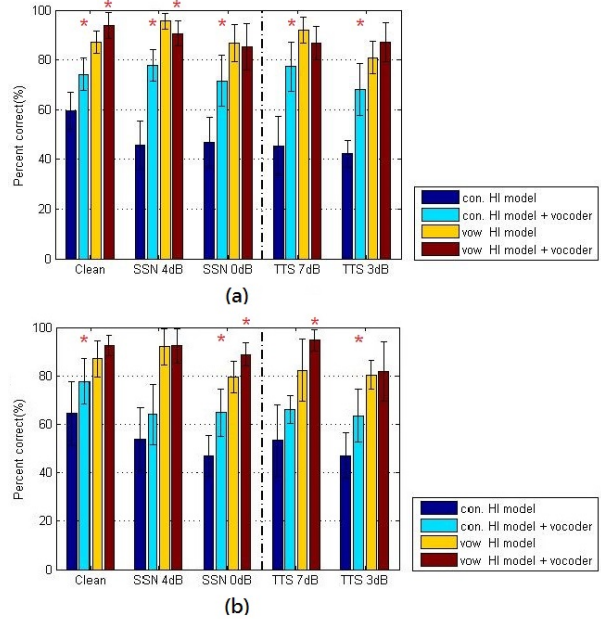 * * * * * * *
100
80
60
40
20
0
Percent correct(%)
Clean SSN 4dB SSN 0dB TTS 7dB TTS 3dB
con. HI model
con. HI model + vocoder
vow HI model
vow HI model + vocoder
(a)
* * * * *
100
80
60
40
20
0
Percent correct(%)
Clean SSN 4dB SSN 0dB TTS 7dB TTS 3dB
con. HI model
con. HI model + vocoder
vow HI model
vow HI model + vocoder
(b)